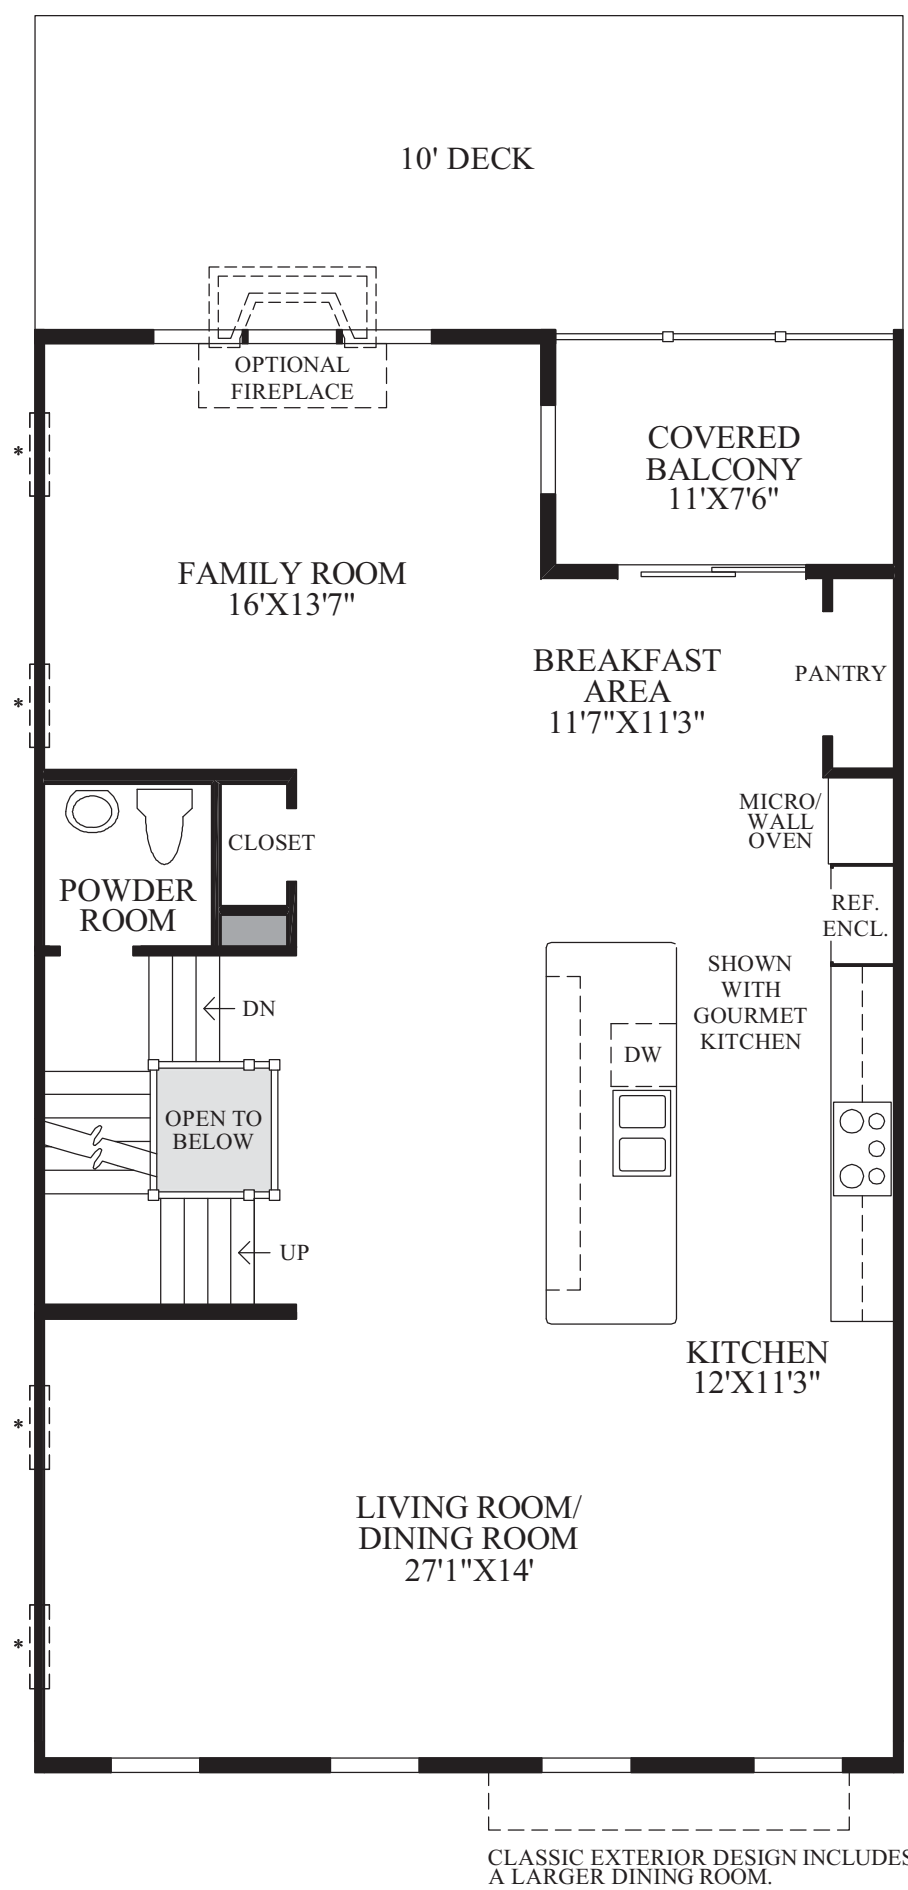 10' DECK
OPTIONAL
FIREPLACE
COVERED
BALCONY
11'X7'6"
*
FAMILY ROOM
16'X13'7"
BREAKFAST
AREA
11'7"X11'3"
PANTRY
*
MICRO/
WALL
OVEN
CLOSET
POWDER
ROOM
REF.
ENCL.
SHOWN
WITH
GOURMET
KITCHEN
DN
DW
OPEN TO
BELOW
UP
KITCHEN
12'X11'3"
*
LIVING ROOM/
DINING ROOM
27'1"X14'
*
CLASSIC EXTERIOR DESIGN INCLUDES
A LARGER DINING ROOM.